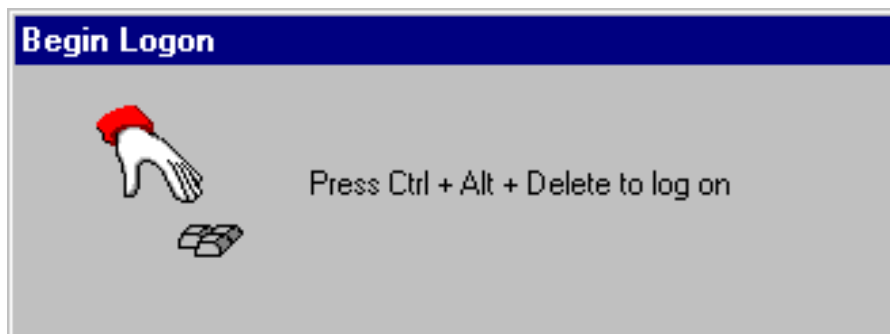 Begin Logon
Press Ctrl + Alt + Delete to log on